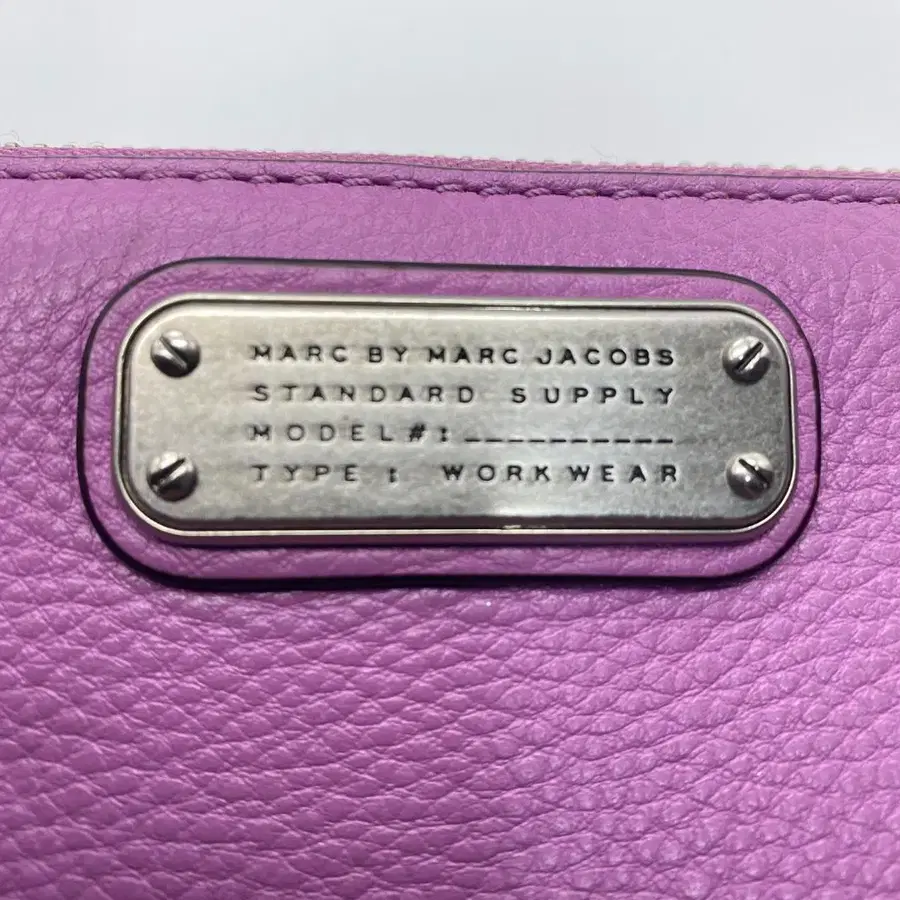 MARC BY MARC JACOBS
STANDARD SUPPLY
MODEL#: __________
TYPE : WORKWEAR